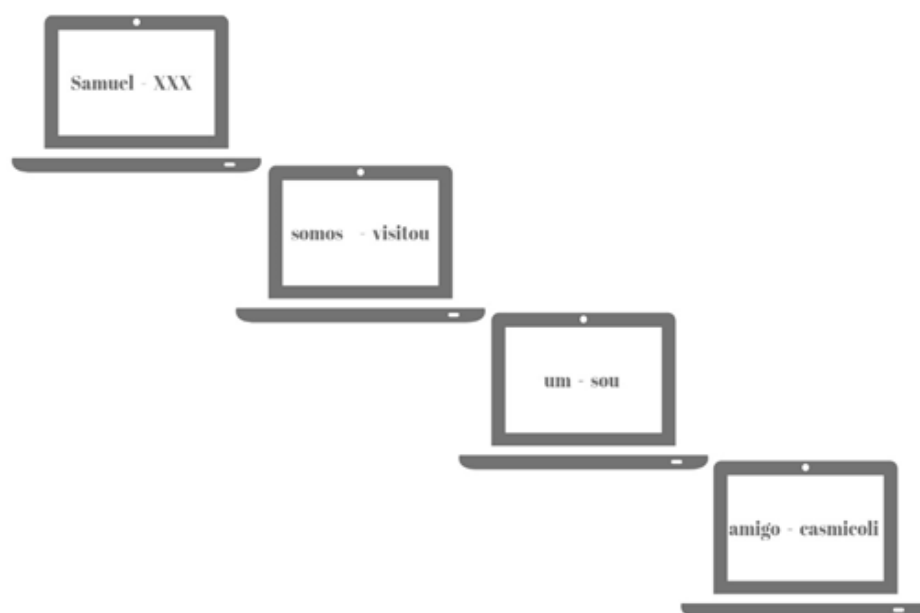 Samuel - XXX
somos - visitou
um - sou
amigo - casmicoli